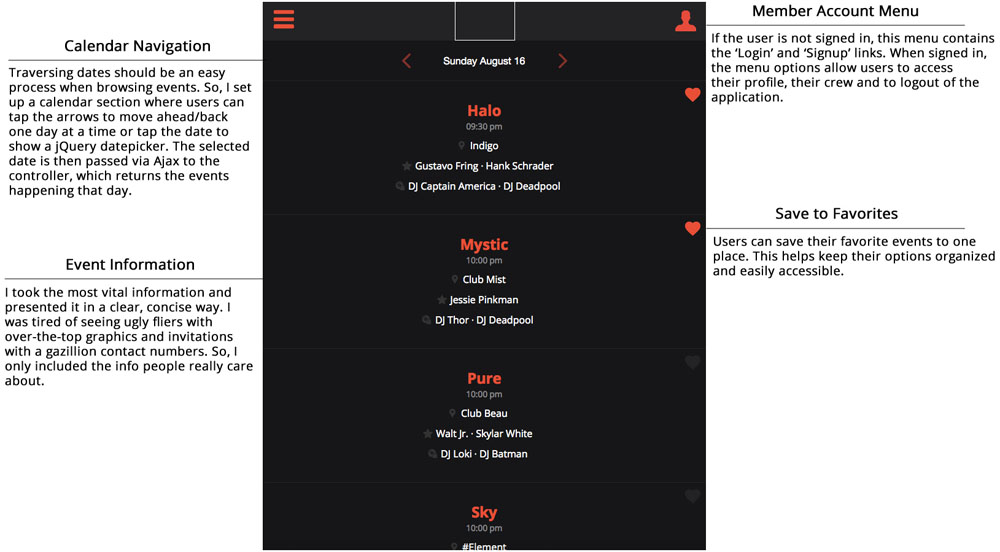 Calendar Navigation
Traversing dates should be an easy
process when browsing events. So, I set
up a calendar section where users can
tap the arrows to move ahead/back
one day at a time or tap the date to
show a jQuery datepicker. The selected
date is then passed via Ajax to the
controller, which returns the events
happening that day.
Event Information
I took the most vital information and
presented it in a clear, concise way. I
was tired of seeing ugly fliers with
over-the-top graphics and invitations
with a gazillion contact numbers. So, I
only included the info people really care
about.
Sunday August 16
Halo
09:30 pm
Indigo
Gustavo Fring · Hank Schrader
DJ Captain America · DJ Deadpool
Mystic
10:00 pm
Club Mist
Jessie Pinkman
DJ Thor · DJ Deadpool
Pure
10:00 pm
Club Beau
Walt Jr. · Skylar White
DJ Loki · DJ Batman
Sky
10:00 pm
#Element
Member Account Menu
If the user is not signed in, this menu contains
the ‘Login’ and ‘Signup’ links. When signed in,
the menu options allow users to access
their profile, their crew and to logout of the
application.
Save to Favorites
Users can save their favorite events to one
place. This helps keep their options organized
and easily accessible.